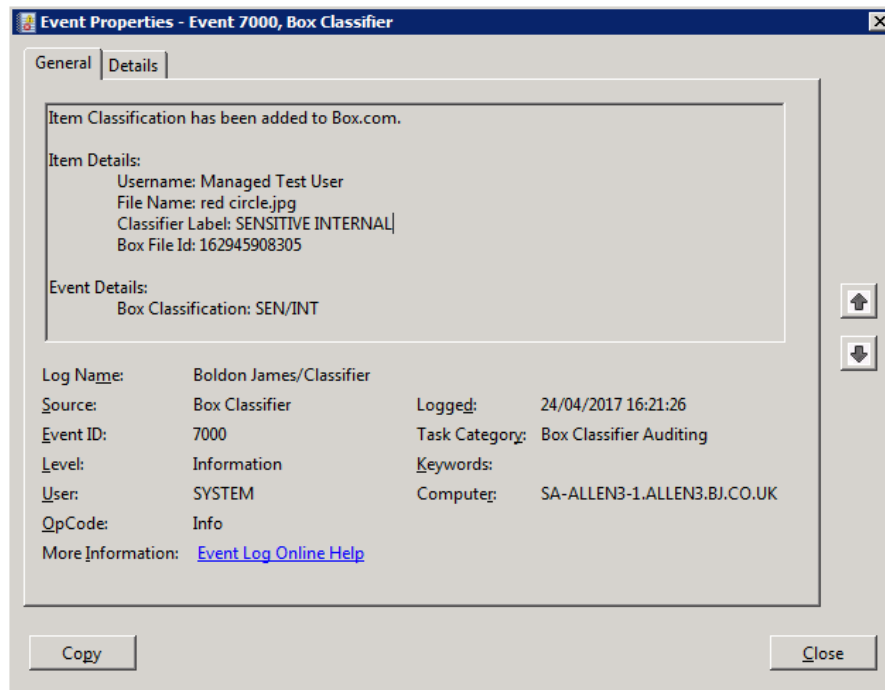 Event Properties - Event 7000, Box Classifier
General Details
Item Classification has been added to Box.com.
Item Details:
Username: Managed Test User
File Name: red circle.jpg
Classifier Label: SENSITIVE INTERNAL
Box File Id: 162945908305
Event Details:
Box Classification: SEN/INT
Log Name: Boldon James/Classifier
Source: Box Classifier Logged: 24/04/2017 16:21:26
Event ID: 7000 Task Category: Box Classifier Auditing
Level: Information Keywords:
User: SYSTEM Computer: SA-ALLEN3-1.ALLEN3.BJ.CO.UK
OpCode: Info
More Information: Event Log Online Help
Copy Close